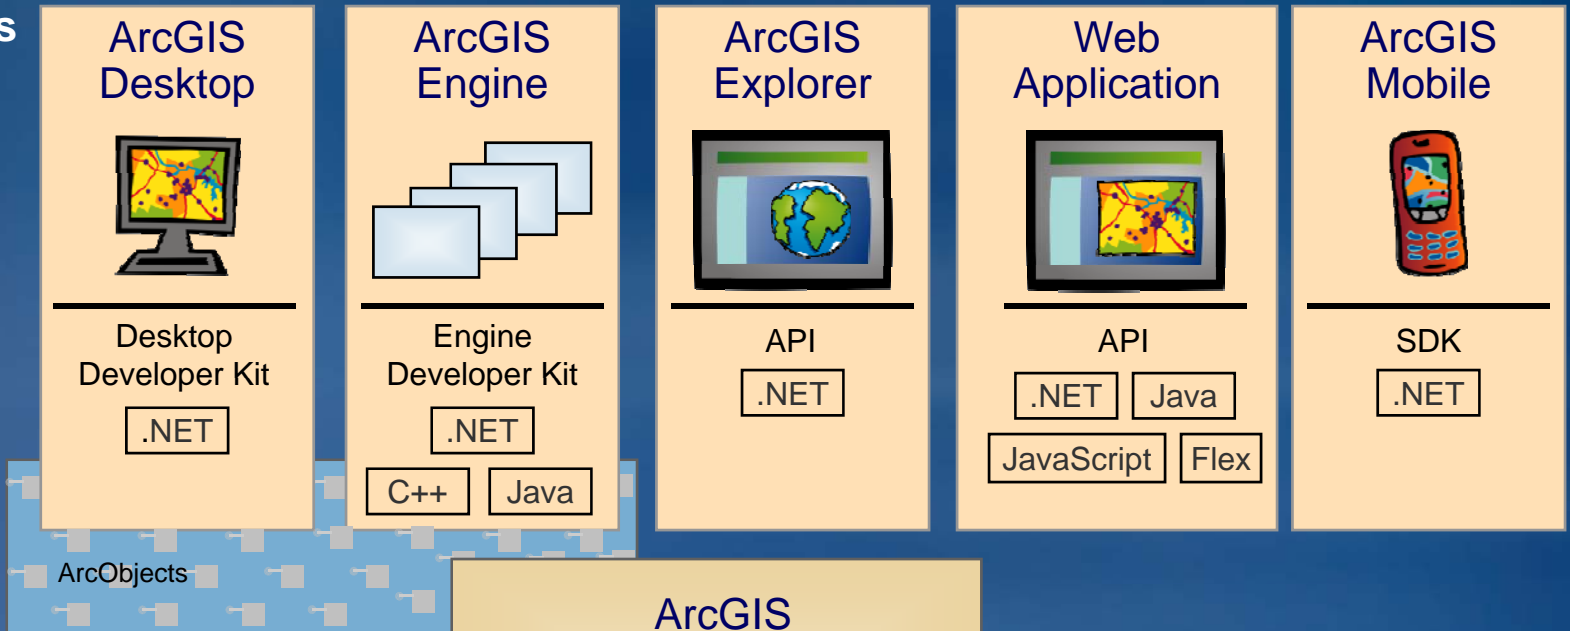 s
ArcGIS
Desktop
Desktop
Developer Kit
.NET
ArcGIS
Engine
Engine
Developer Kit
.NET
C++ Java
ArcGIS
Explorer
API
.NET
Web
Application
API
.NET Java
JavaScript Flex
ArcGIS
Mobile
SDK
.NET
ArcObjects
ArcGIS